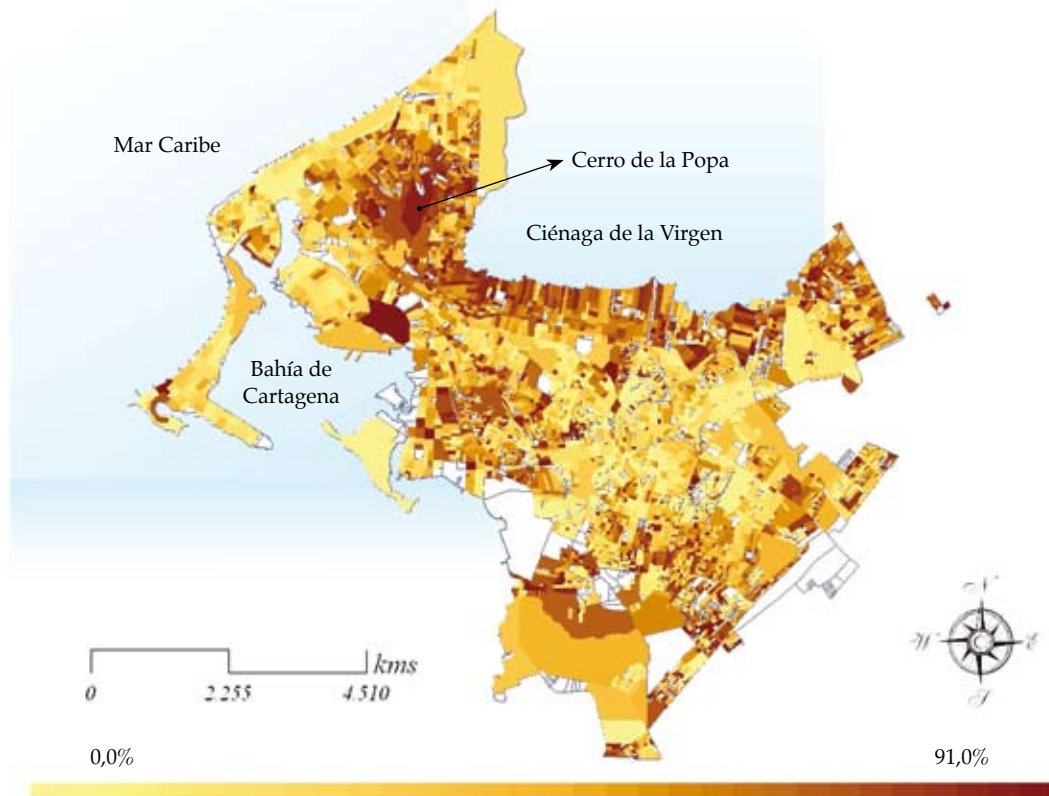 Mar Caribe
Cerro de la Popa
Ciénaga de la Virgen
Bahía de
Cartagena
kms
0
2.255
4.510
N
W
E
S
0,0%
91,0%